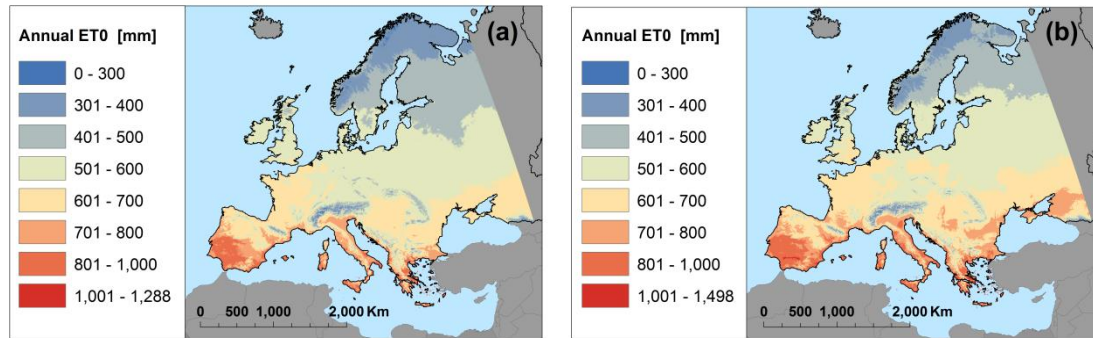 Annual ET0 [mm]
0 - 300
301 - 400
401 - 500
501 - 600
601 - 700
701 - 800
801 - 1,000
1,001 - 1,288
(a)
0 500 1,000 2,000 Km
Annual ET0 [mm]
0 - 300
301 - 400
401 - 500
501 - 600
601 - 700
701 - 800
801 - 1,000
1,001 - 1,498
(b)
0 500 1,000 2,000 Km